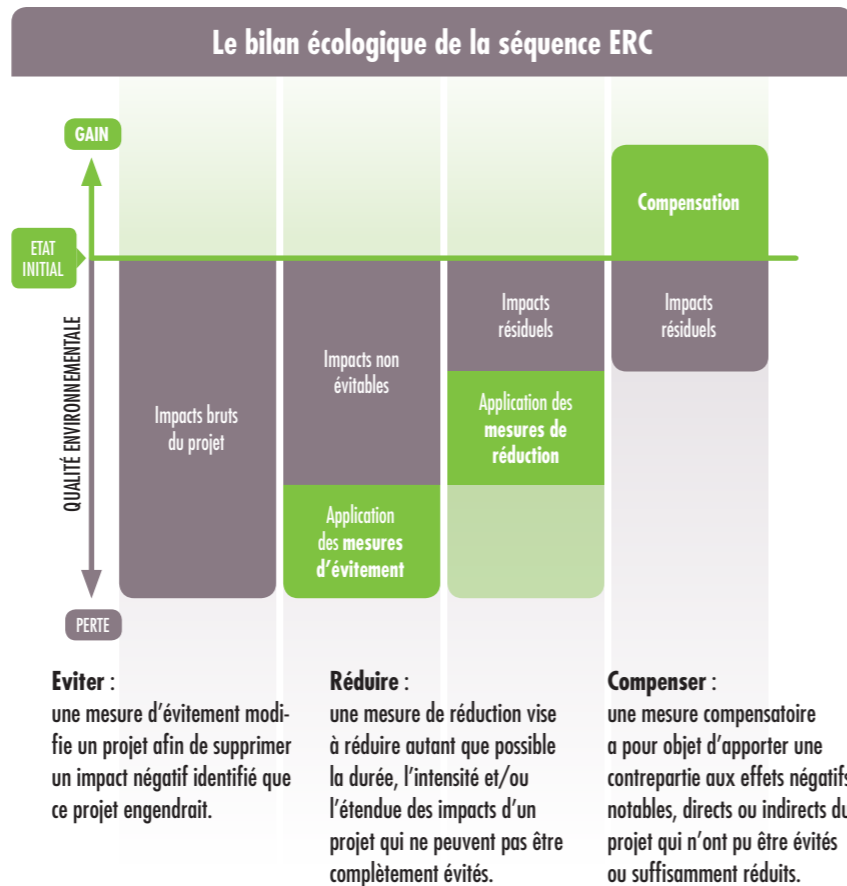 Le bilan écologique de la séquence ERC
GAIN
ETAT
INITIAL
QUALITÉ ENVIRONNEMENTALE
PERTE
Impacts bruts
du projet
Impacts non
évitables
Application
des mesures
d'évitement
Impacts
résiduels
Application des
mesures de
réduction
Compensation
Impacts
résiduels
Eviter :
une mesure d'évitement modi-
fie un projet afin de supprimer
un impact négatif identifié que
ce projet engendrait.
Réduire :
une mesure de réduction vise
à réduire autant que possible
la durée, l'intensité et/ou
l'étendue des impacts d'un
projet qui ne peuvent pas être
complètement évités.
Compenser :
une mesure compensatoire
a pour objet d'apporter une
contrepartie aux effets négatifs
notables, directs ou indirects du
projet qui n'ont pu être évités
ou suffisamment réduits.